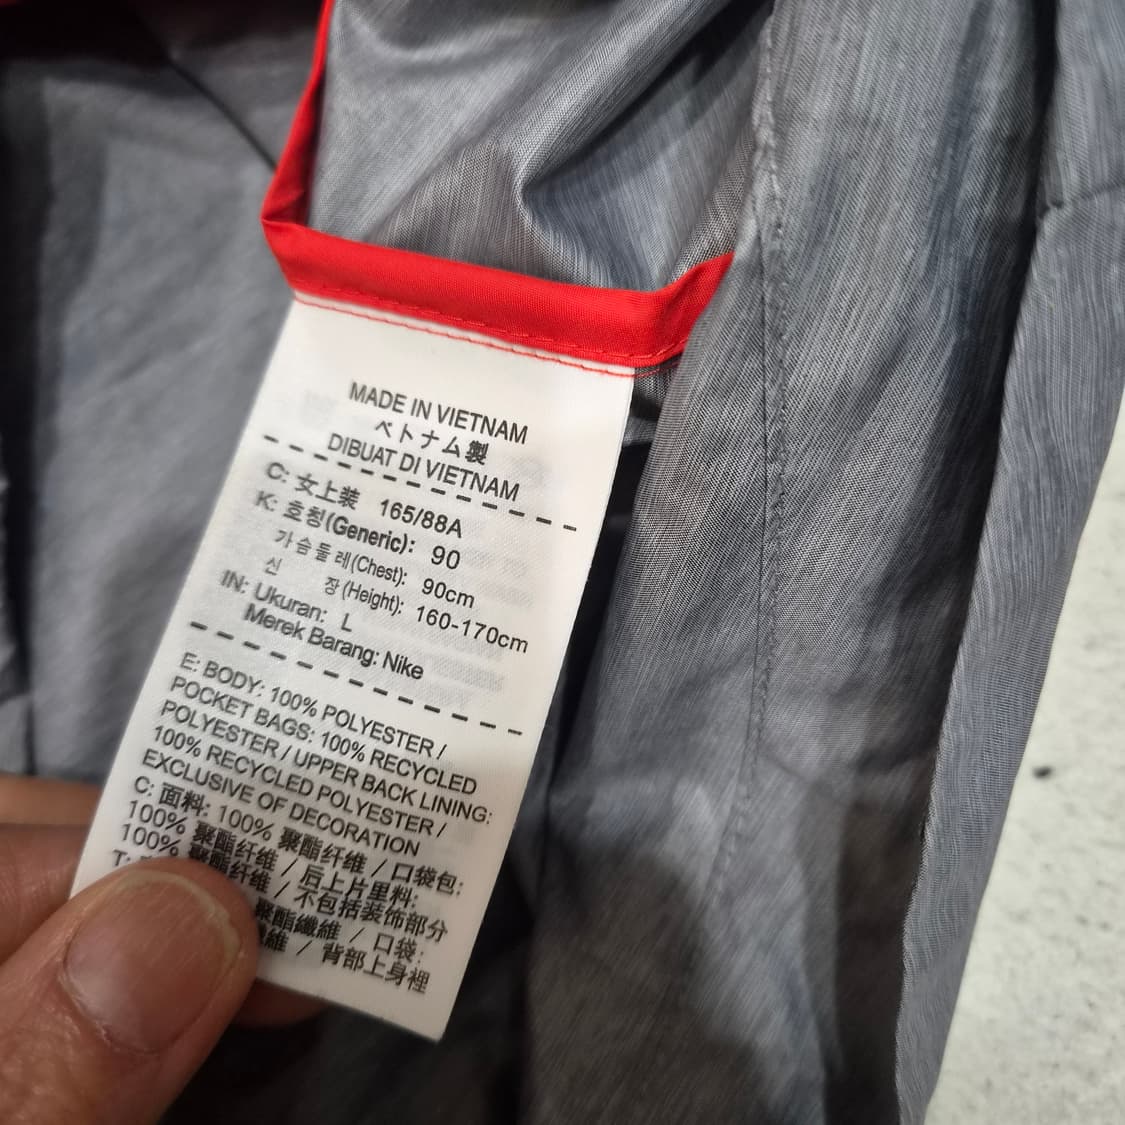 MADE IN VIETNAM
ベトナム製
DIBUAT DI VIETNAM
C: 女上装 165/88A
K: 호칭(Generic): 90
가슴둘레(Chest): 90cm
신 장(Height): 160-170cm
IN: Ukuran: L
Merek Barang: Nike
E: BODY: 100% POLYESTER /
POCKET BAGS: 100% RECYCLED
POLYESTER / UPPER BACK LINING:
100% RECYCLED POLYESTER /
EXCLUSIVE OF DECORATION
C: 面料: 100% 聚酯纤维 / 口袋包:
100% 聚酯纤维 / 后上片里料:
100% 聚酯纤维 / 不包括装饰部分
T: 聚酯纖維 / 口袋:
維 / 背部上身裡